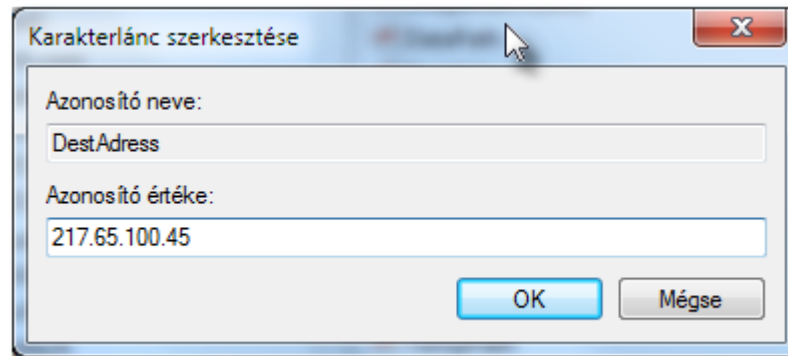 Karakterlánc szerkesztése
Azonosító neve:
DestAdress
Azonosító értéke:
217.65.100.45
OK
Mégse